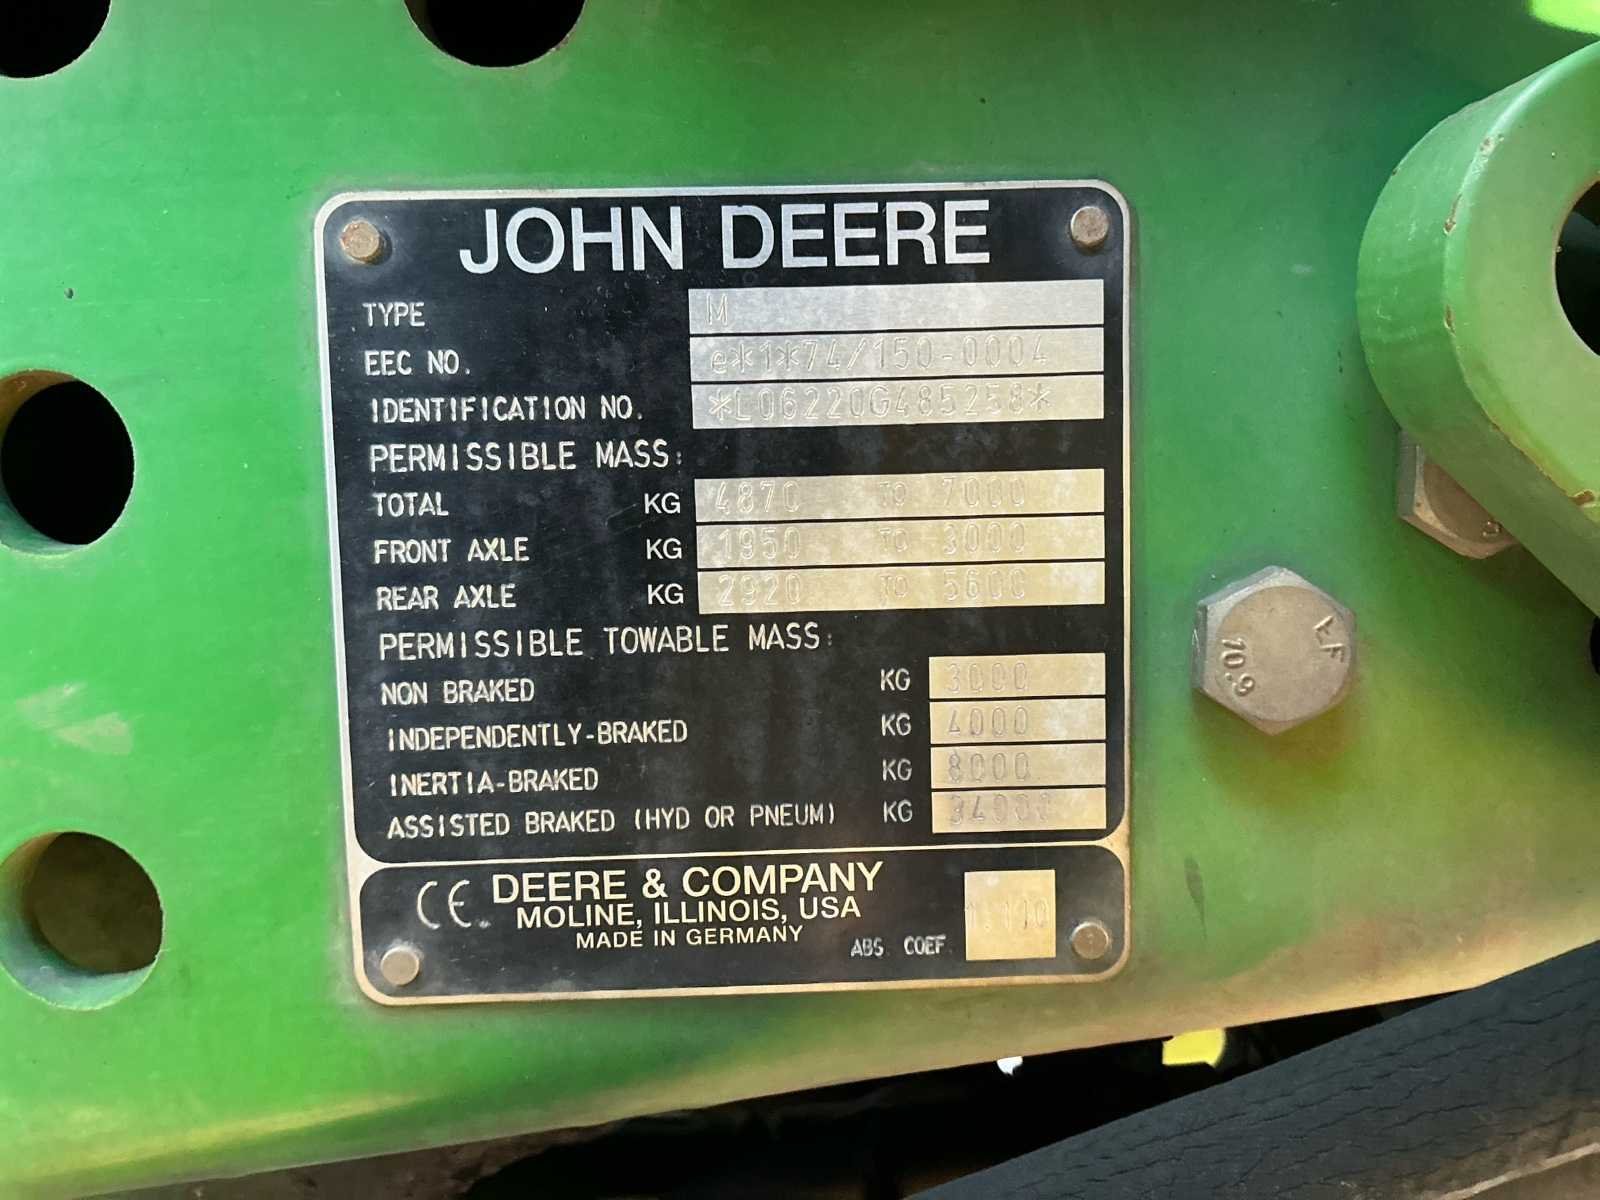 JOHN DEERE
TYPE M
EEC NO. e*1*74/150-0004
IDENTIFICATION NO. *L06220G485258*
PERMISSIBLE MASS:
TOTAL KG 4870 TO 7000
FRONT AXLE KG 1950 TO 3000
REAR AXLE KG 2920 TO 5600
PERMISSIBLE TOWABLE MASS:
NON BRAKED KG 3000
INDEPENDENTLY-BRAKED KG 4000
INERTIA-BRAKED KG 8000
ASSISTED BRAKED (HYD OR PNEUM) KG 34000
CE. DEERE & COMPANY
MOLINE, ILLINOIS, USA
MADE IN GERMANY
ABS. COEF.
10.9